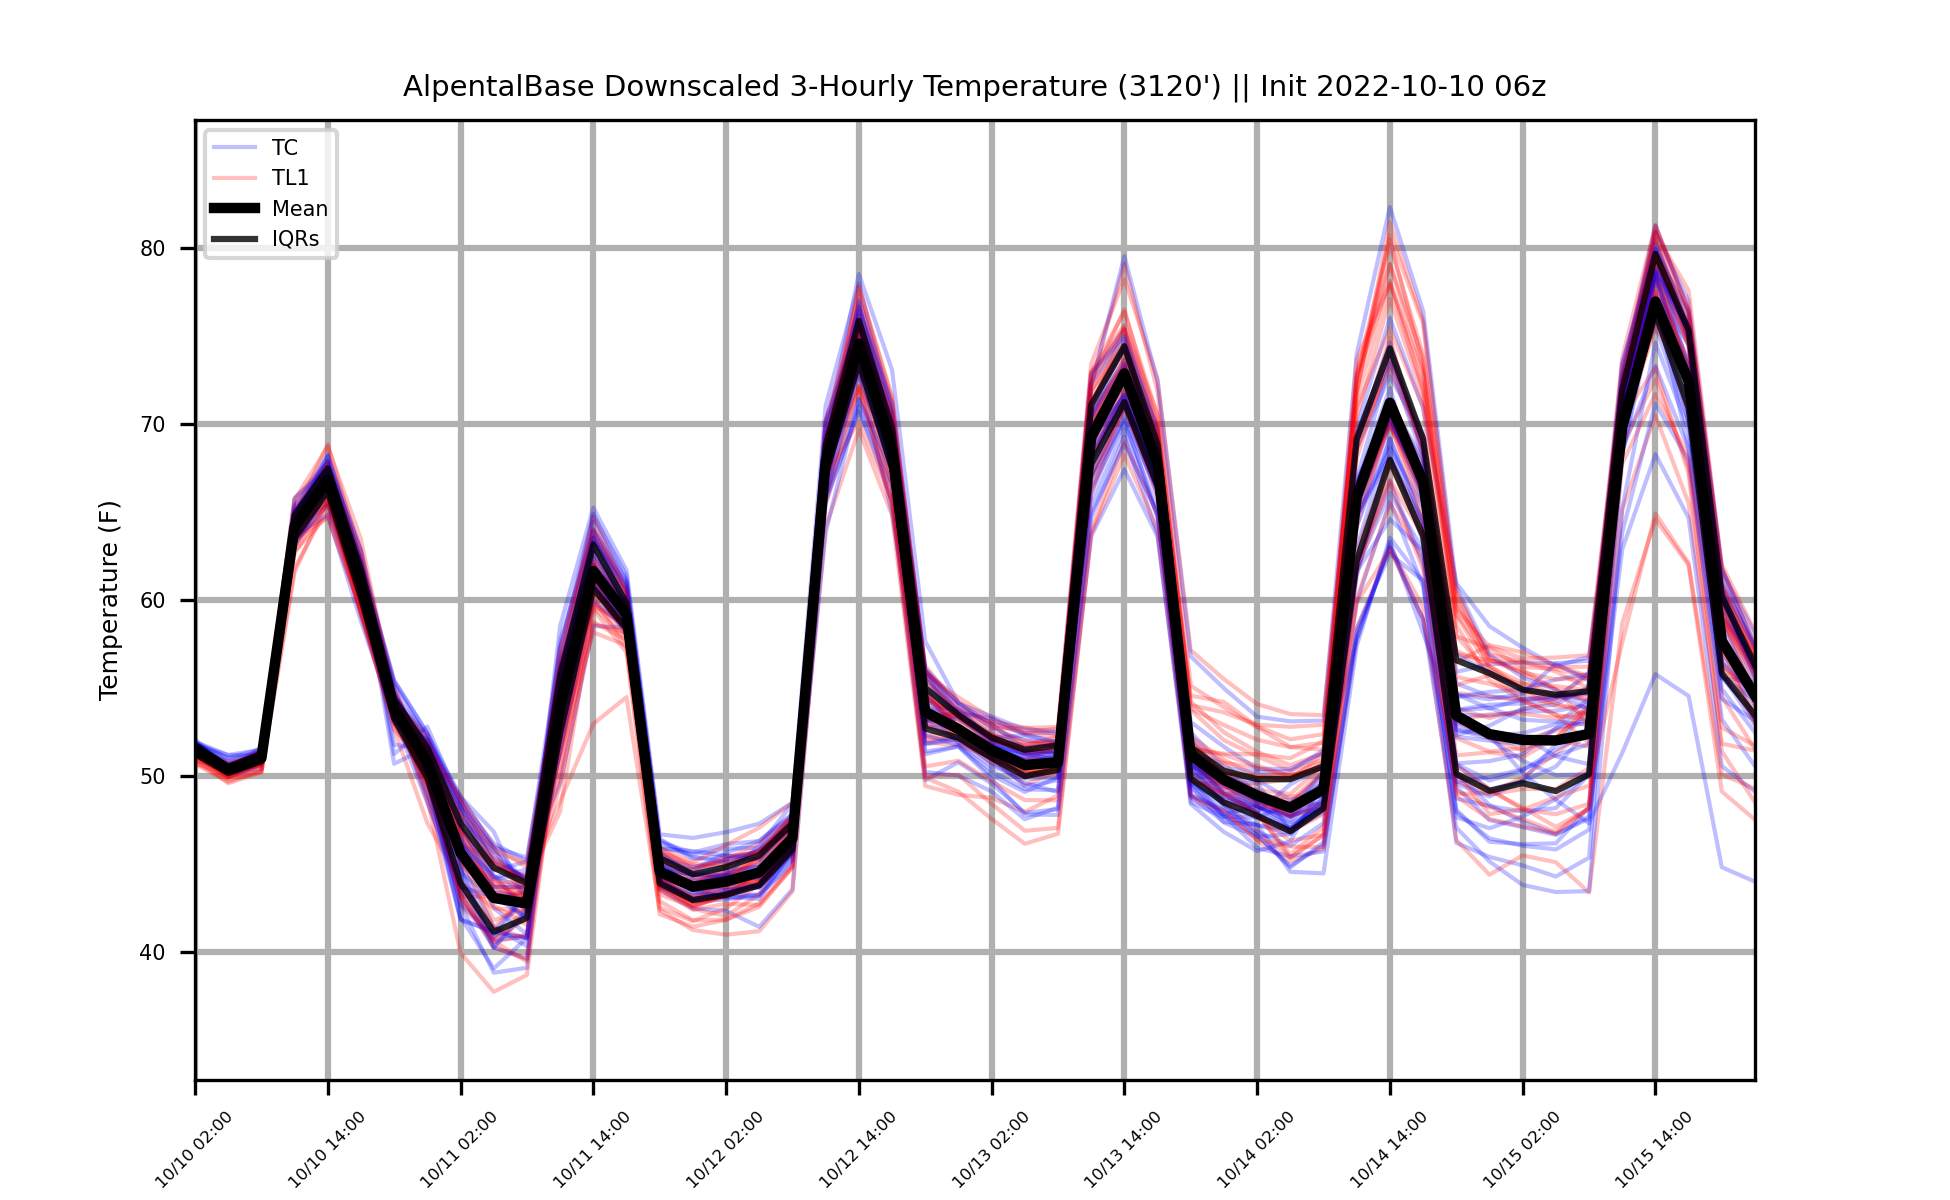 AlpentalBase Downscaled 3-Hourly Temperature (3120') || Init 2022-10-10 06z
TC
TL1
Mean
IQRs
Temperature (F)
80
70
60
50
40
10/10 02:00
10/10 14:00
10/11 02:00
10/11 14:00
10/12 02:00
10/12 14:00
10/13 02:00
10/13 14:00
10/14 02:00
10/14 14:00
10/15 02:00
10/15 14:00